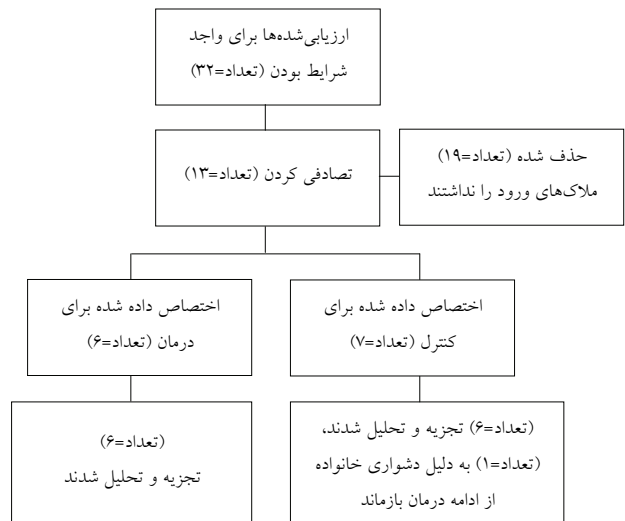 ارزیابی‌شده‌ها برای واجد
شرایط بودن (تعداد=۳۲)
تصادفی کردن (تعداد=۱۳)
حذف شده (تعداد=۱۹)
ملاک‌های ورود را نداشتند
اختصاص داده شده برای
کنترل (تعداد=۷)
اختصاص داده شده برای
درمان (تعداد=۶)
(تعداد=۶) تجزیه و تحلیل شدند،
(تعداد=۱) به دلیل دشواری خانواده
از ادامه درمان بازماند
(تعداد=۶)
تجزیه و تحلیل شدند